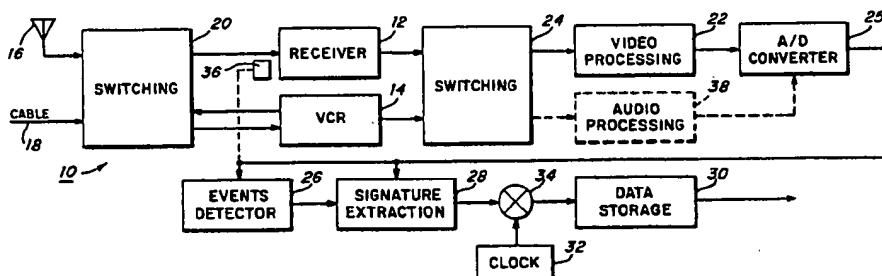 16
CABLE
18
10
20
SWITCHING
36
12
RECEIVER
14
VCR
24
SWITCHING
22
VIDEO
PROCESSING
38
AUDIO
PROCESSING
25
A/D
CONVERTER
26
EVENTS
DETECTOR
28
SIGNATURE
EXTRACTION
34
30
DATA
STORAGE
32
CLOCK